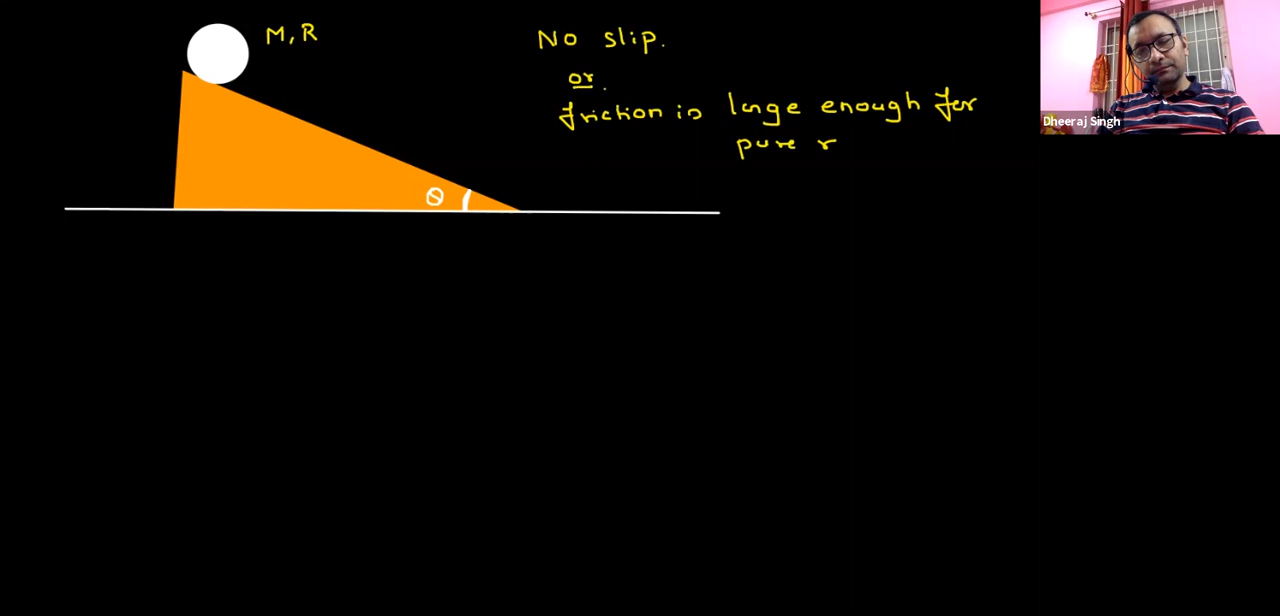 M, R
No slip.
or.
friction is large enough for
pure r
θ
Dheeraj Singh